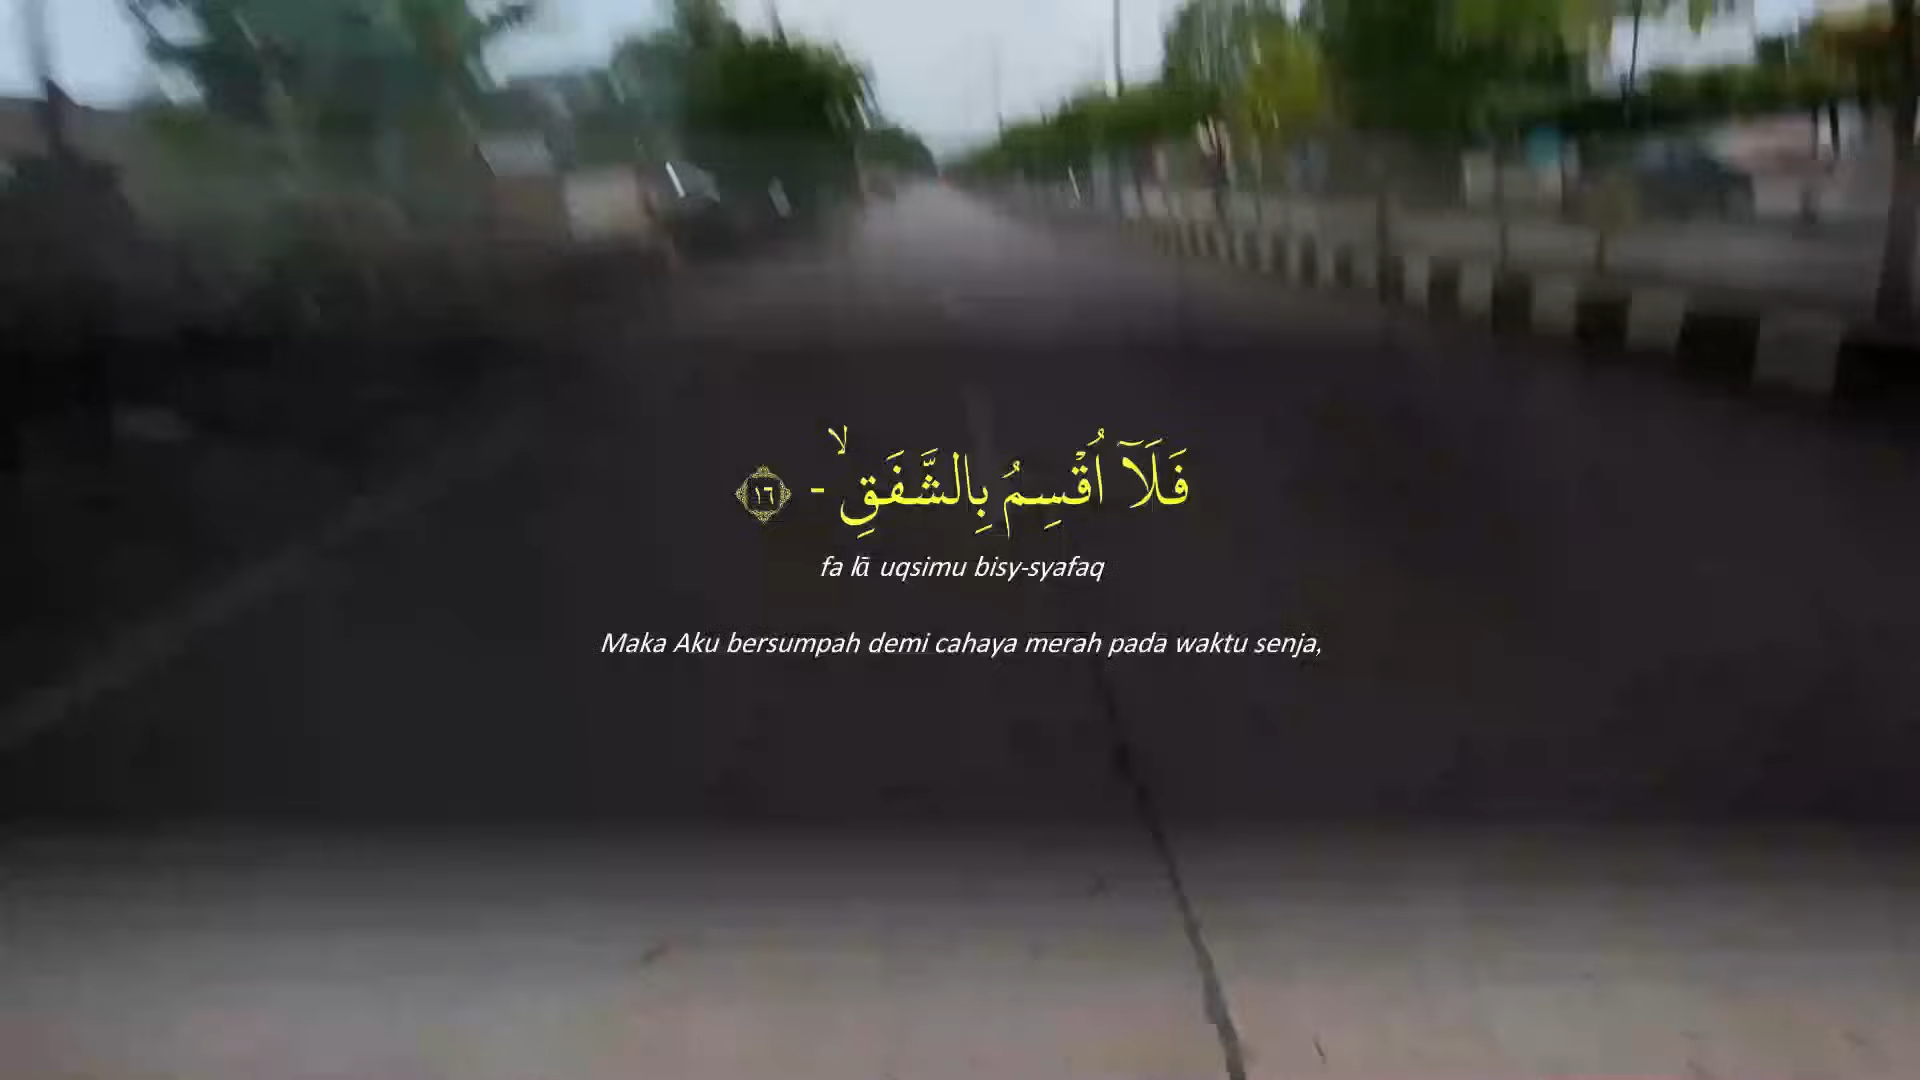 فَلَآ اُقْسِمُ بِالشَّفَقِۙ - ١٦
fa lā uqsimu bisy-syafaq
Maka Aku bersumpah demi cahaya merah pada waktu senja,